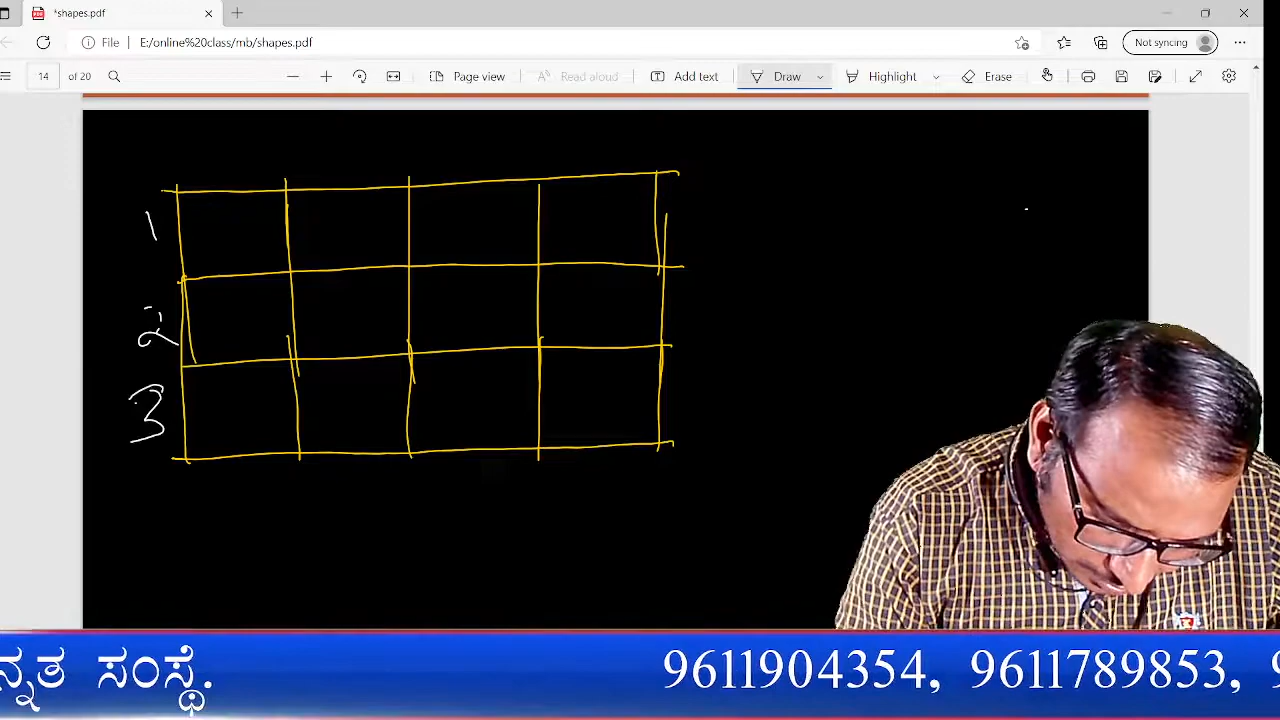 *shapes.pdf
File E:/online%20class/mb/shapes.pdf Not syncing
14 of 20 Page view Read aloud Add text Draw Highlight Erase
1
2
3
ನ್ನತ ಸಂಸ್ಥೆ. 9611904354, 9611789853, 9